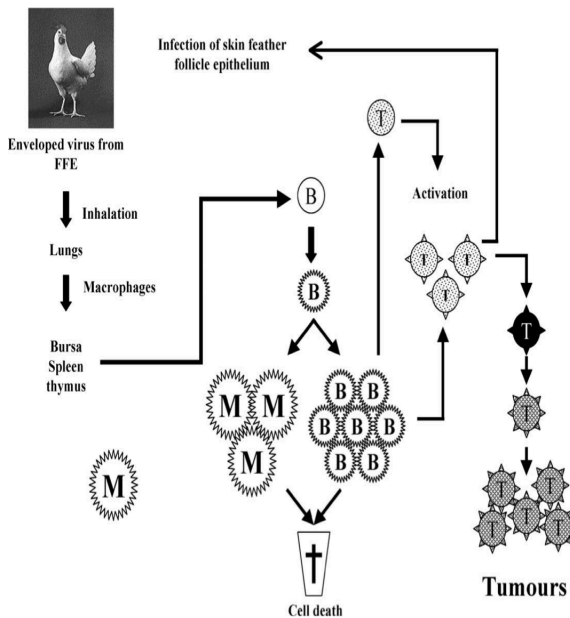 Infection of skin feather
follicle epithelium
Enveloped virus from
FFE
Inhalation
Lungs
Macrophages
Bursa
Spleen
thymus
M
B
B
M M
M
B B
B B B
B B
Cell death
T
Activation
T T
T
T
T
T T
T T T
Tumours